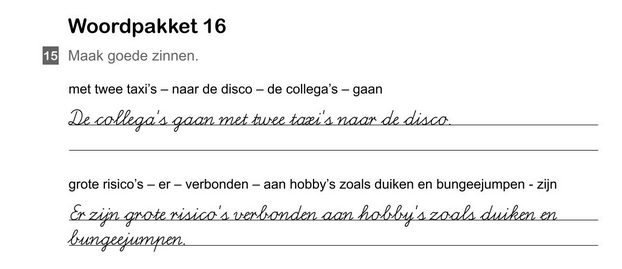 Woordpakket 16
15 Maak goede zinnen.
met twee taxi's – naar de disco – de collega's – gaan
De collega's gaan met twee taxi's naar de disco.
grote risico's – er – verbonden – aan hobby's zoals duiken en bungeejumpen - zijn
Er zijn grote risico's verbonden aan hobby's zoals duiken en
bungeejumpen.